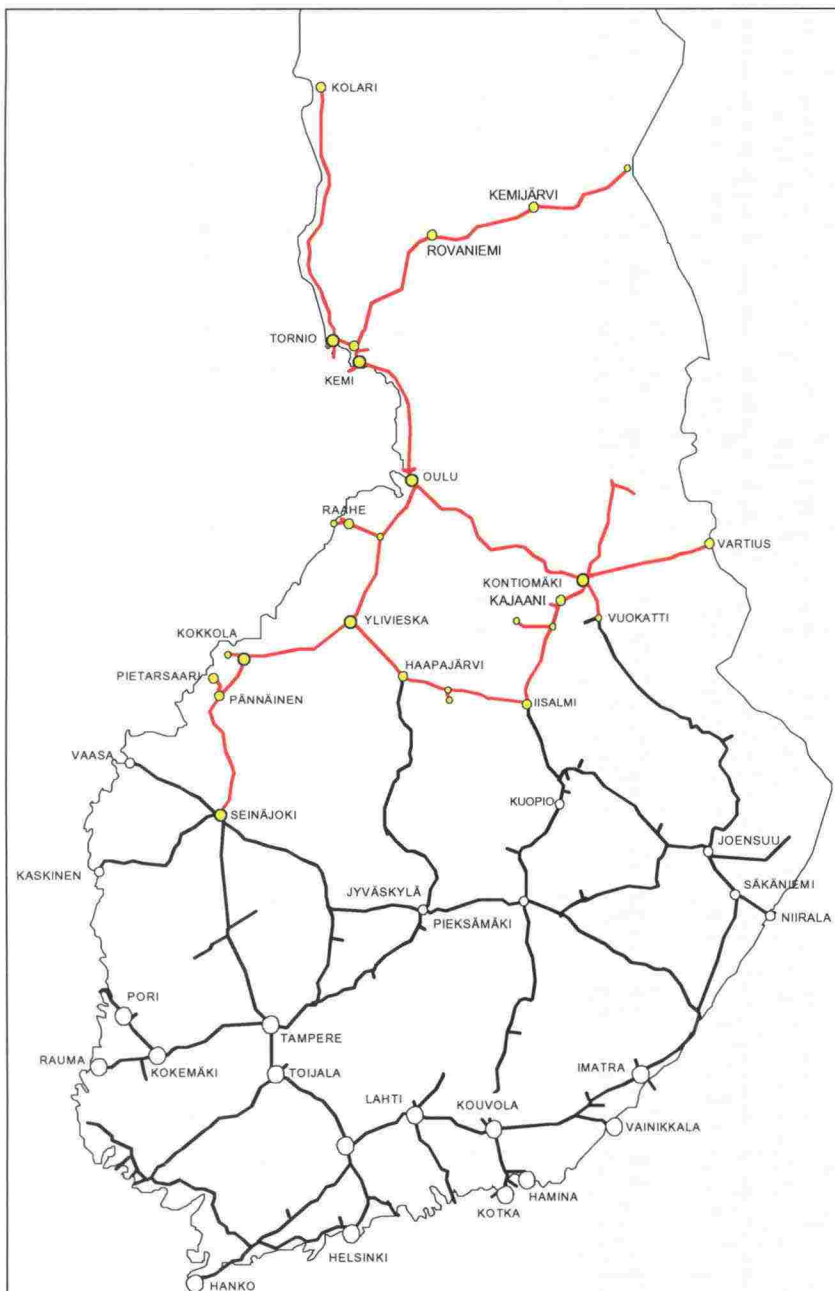 KOLARI
KEMIJÄRVI
ROVANIEMI
TORNIO
KEMI
OULU
RAAHE
VARTIUS
KONTIOMÄKI
KAJAANI
YLIVIESKA
VUOKATTI
KOKKOLA
HAAPAJÄRVI
PIETARSAARI
PÄNNÄINEN
IISALMI
VAASA
KUOPIO
SEINÄJOKI
JOENSUU
KASKINEN
JYVÄSKYLÄ
SÄKÄNIEMI
PIEKSÄMÄKI
NIIRALA
PORI
TAMPERE
RAUMA
KOKEMÄKI
TOIJALA
IMATRA
LAHTI
KOUVOLA
VAINIKKALA
HAMINA
KOTKA
HELSINKI
HANKO